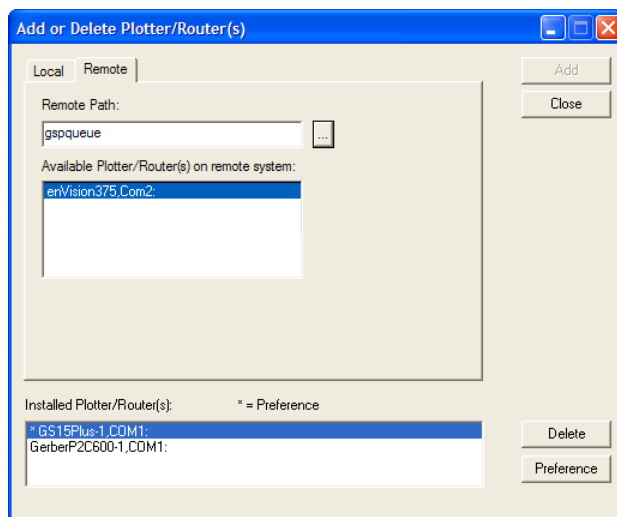 Add or Delete Plotter/Router(s)
Local
Remote
Add
Close
Remote Path:
gspqueue
...
Available Plotter/Router(s) on remote system:
enVision375,Com2:
Installed Plotter/Router(s):
* = Preference
* GS15Plus-1,COM1:
GerberP2C600-1,COM1:
Delete
Preference